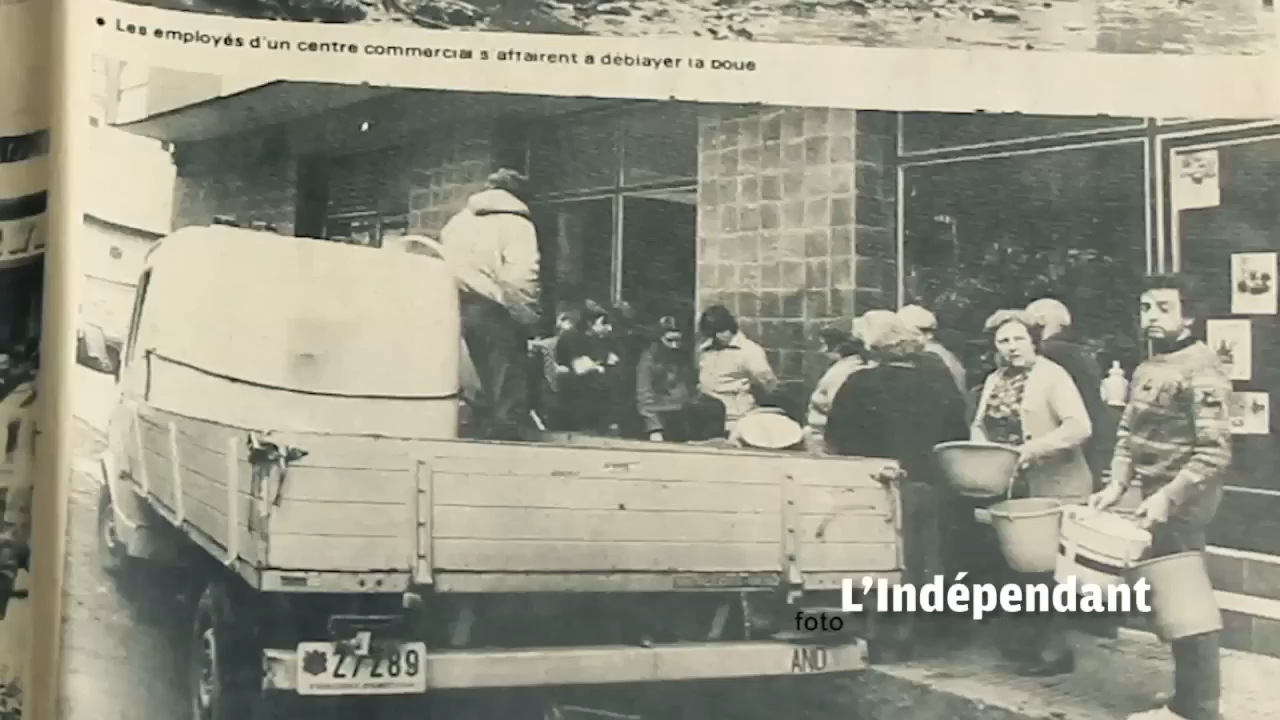 • Les employés d'un centre commercial s'affairent à déblayer la boue
L'Indépendant
foto
27289
AND